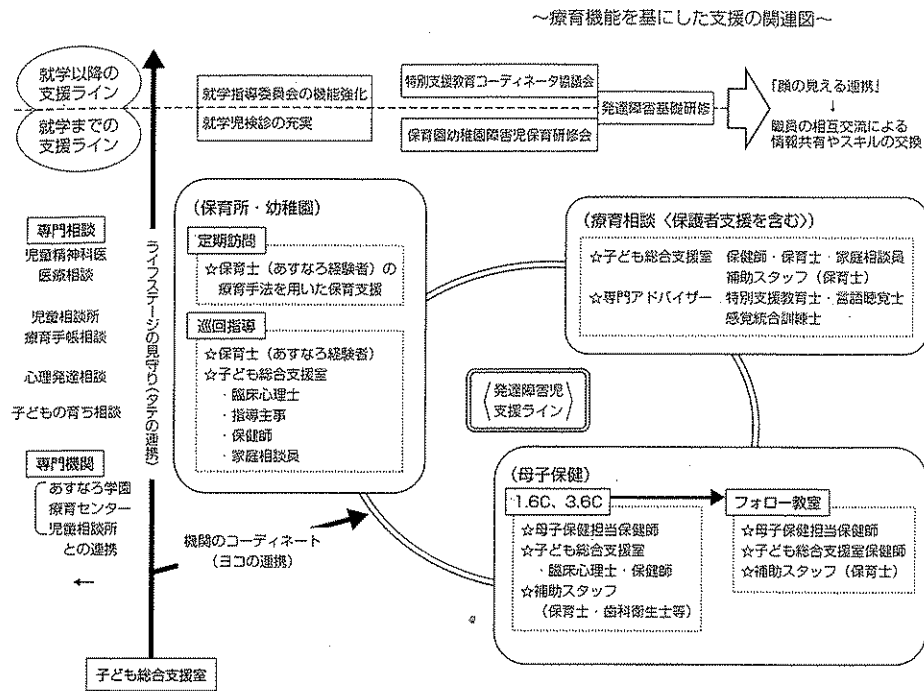 ～療育機能を基にした支援の関連図～
就学以降の
支援ライン
就学までの
支援ライン
就学指導委員会の機能強化
就学児検診の充実
特別支援教育コーディネータ協議会
保育園幼稚園障害児保育研修会
発達障害基礎研修
『顔の見える連携』
↓
職員の相互交流による
情報共有やスキルの交換
専門相談
児童精神科医
医療相談
児童相談所
療育手帳相談
心理発達相談
子どもの育ち相談
専門機関
あすなろ学園
療育センター
児童相談所
との連携
←
ライフステージの見守り〈タテの連携〉
(保育所・幼稚園)
定期訪問
☆保育士(あすなろ経験者)の
療育手法を用いた保育支援
巡回指導
☆保育士(あすなろ経験者)
☆子ども総合支援室
・臨床心理士
・指導主事
・保健師
・家庭相談員
(療育相談〈保護者支援を含む〉)
☆子ども総合支援室 保健師・保育士・家庭相談員
補助スタッフ(保育士)
☆専門アドバイザー 特別支援教育士・言語聴覚士
感覚統合訓練士
〈発達障害児
支援ライン〉
機関のコーディネート
(ヨコの連携)
(母子保健)
1.6C、3.6C
☆母子保健担当保健師
☆子ども総合支援室
・臨床心理士・保健師
☆補助スタッフ
(保育士・歯科衛生士等)
フォロー教室
☆母子保健担当保健師
☆子ども総合支援室保健師
☆補助スタッフ(保育士)
子ども総合支援室